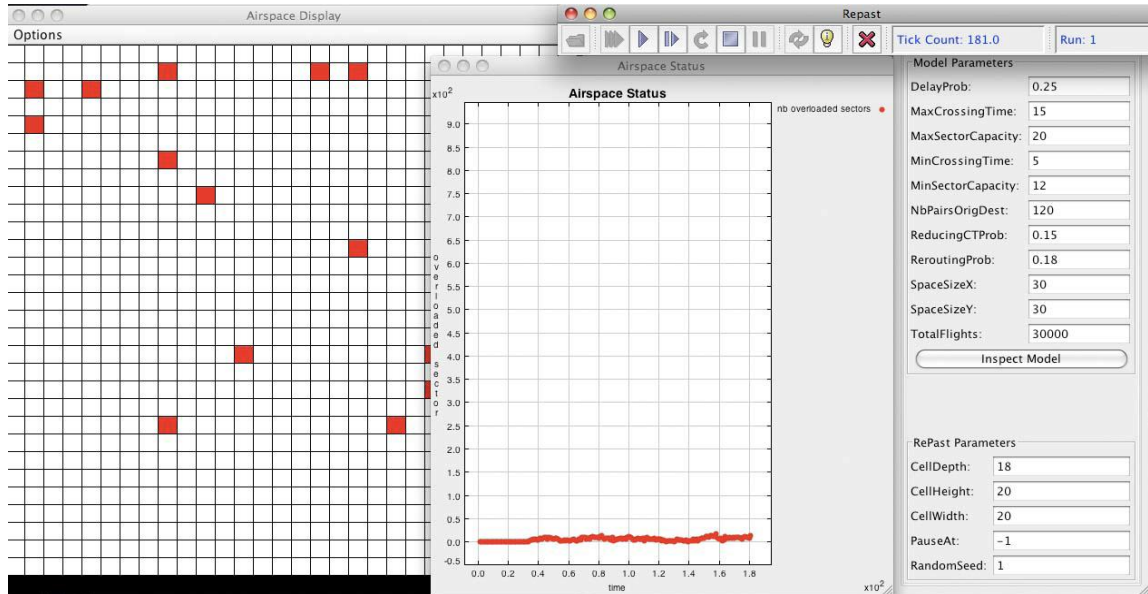 Airspace Display
Options
Repast
Tick Count: 181.0
Run: 1
Airspace Status
x10²
Airspace Status
nb overloaded sectors
9.0
8.5
8.0
7.5
7.0
6.5
6.0
5.5
5.0
4.5
4.0
3.5
3.0
2.5
2.0
1.5
1.0
0.5
0.0
-0.5
overloaded sector
0.0 0.2 0.4 0.6 0.8 1.0 1.2 1.4 1.6 1.8
time
x10²
Model Parameters
DelayProb: 0.25
MaxCrossingTime: 15
MaxSectorCapacity: 20
MinCrossingTime: 5
MinSectorCapacity: 12
NbPairsOrigDest: 120
ReducingCTProb: 0.15
ReroutingProb: 0.18
SpaceSizeX: 30
SpaceSizeY: 30
TotalFlights: 30000
Inspect Model
RePast Parameters
CellDepth: 18
CellHeight: 20
CellWidth: 20
PauseAt: -1
RandomSeed: 1